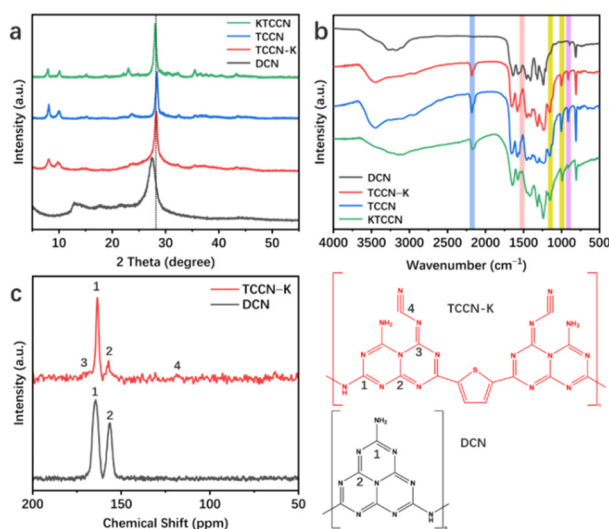 a
KTCCN
TCCN
TCCN-K
DCN
Intensity (a.u.)
10 20 30 40 50
2 Theta (degree)
b
DCN
TCCN-K
TCCN
KTCCN
Intensity (a.u.)
4000 3500 3000 2500 2000 1500 1000 500
Wavenumber (cm⁻¹)
c
TCCN-K
DCN
1
2
3
4
1
2
Intensity (a.u.)
200 150 100 50
Chemical Shift (ppm)
TCCN-K
N N
4
NH₂ N N NH₂
3
N N N N N N
N N
NH N N N S N N N
1 2
NH₂
DCN
1
N N
2
N N N
N N N NH